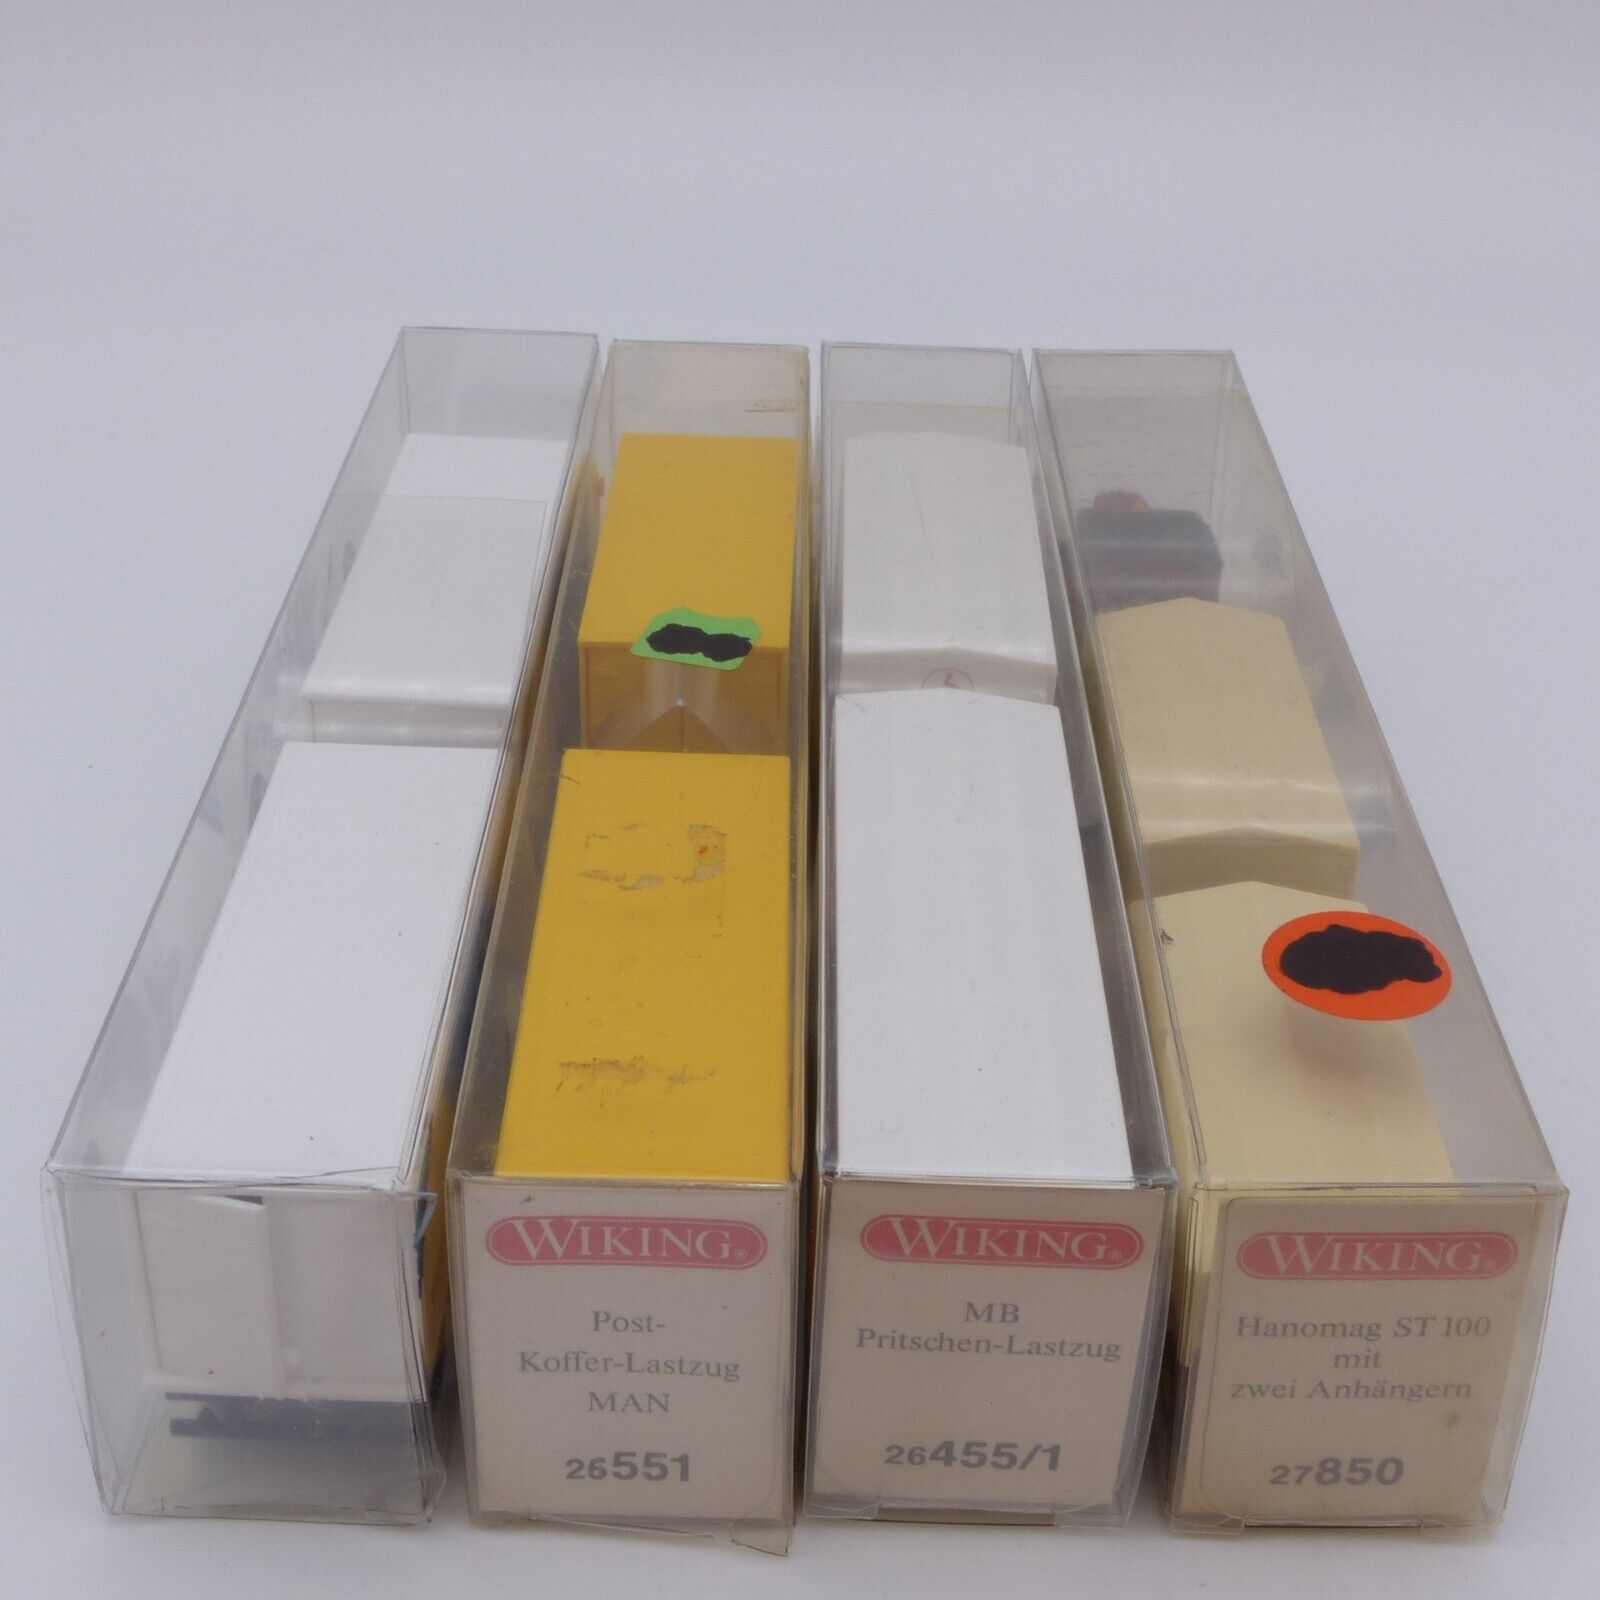 WIKING®
Post-
Koffer-Lastzug
MAN
26551
WIKING®
MB
Pritschen-Lastzug
26455/1
WIKING®
Hanomag ST 100
mit
zwei Anhängern
27850